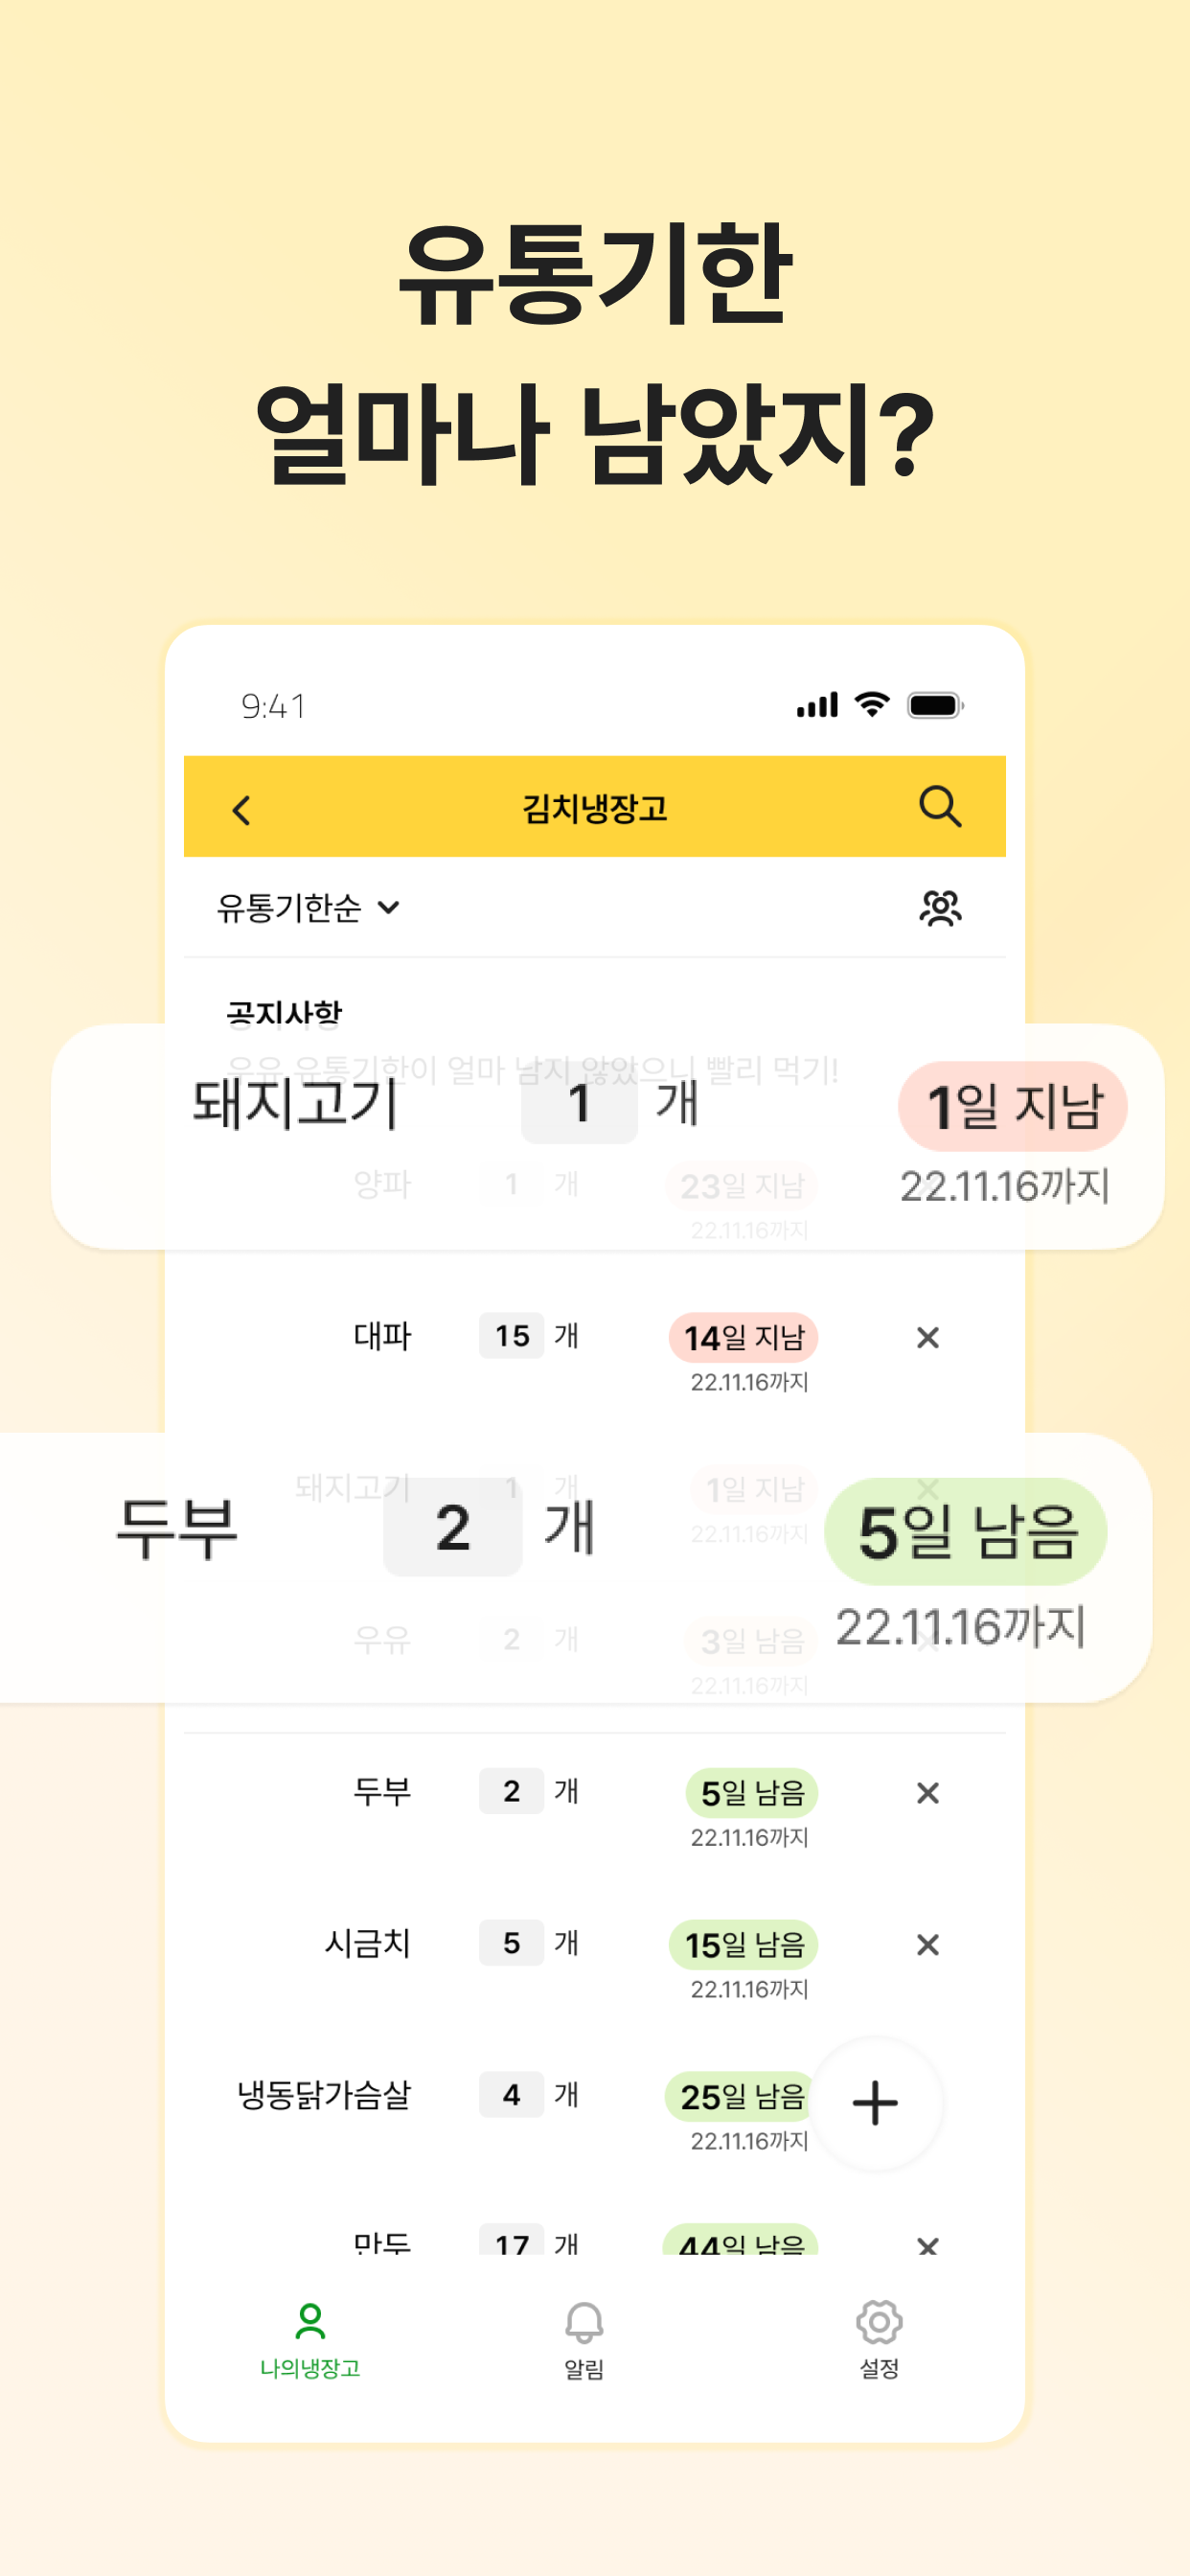 유통기한
얼마나 남았지?
9:41
김치냉장고
유통기한순
공지사항
우유 유통기한이 얼마 남지 않았으니 빨리 먹기!
돼지고기 1 개 1일 지남
22.11.16까지
양파 1 개 23일 지남
22.11.16까지
대파 15 개 14일 지남
22.11.16까지
돼지고기 1 개 1일 지남
22.11.16까지
두부 2 개 5일 남음
22.11.16까지
우유 2 개 3일 남음
22.11.16까지
두부 2 개 5일 남음
22.11.16까지
시금치 5 개 15일 남음
22.11.16까지
냉동닭가슴살 4 개 25일 남음
22.11.16까지
만두 17 개 44일 남음
나의냉장고 알림 설정